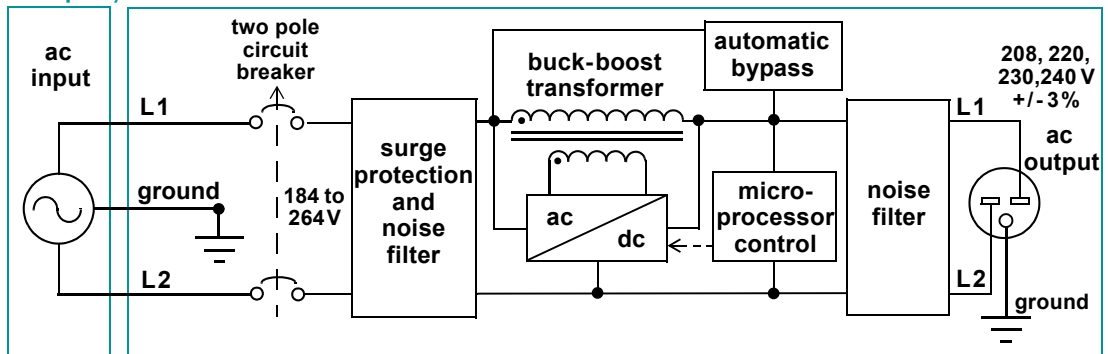 ac
input
two pole
circuit
breaker
L1
ground
184 to
264V
L2
surge
protection
and
noise
filter
buck-boost
transformer
ac
dc
automatic
bypass
micro-
processor
control
noise
filter
208, 220,
230,240 V
+/-3%
L1
ac
output
L2
ground